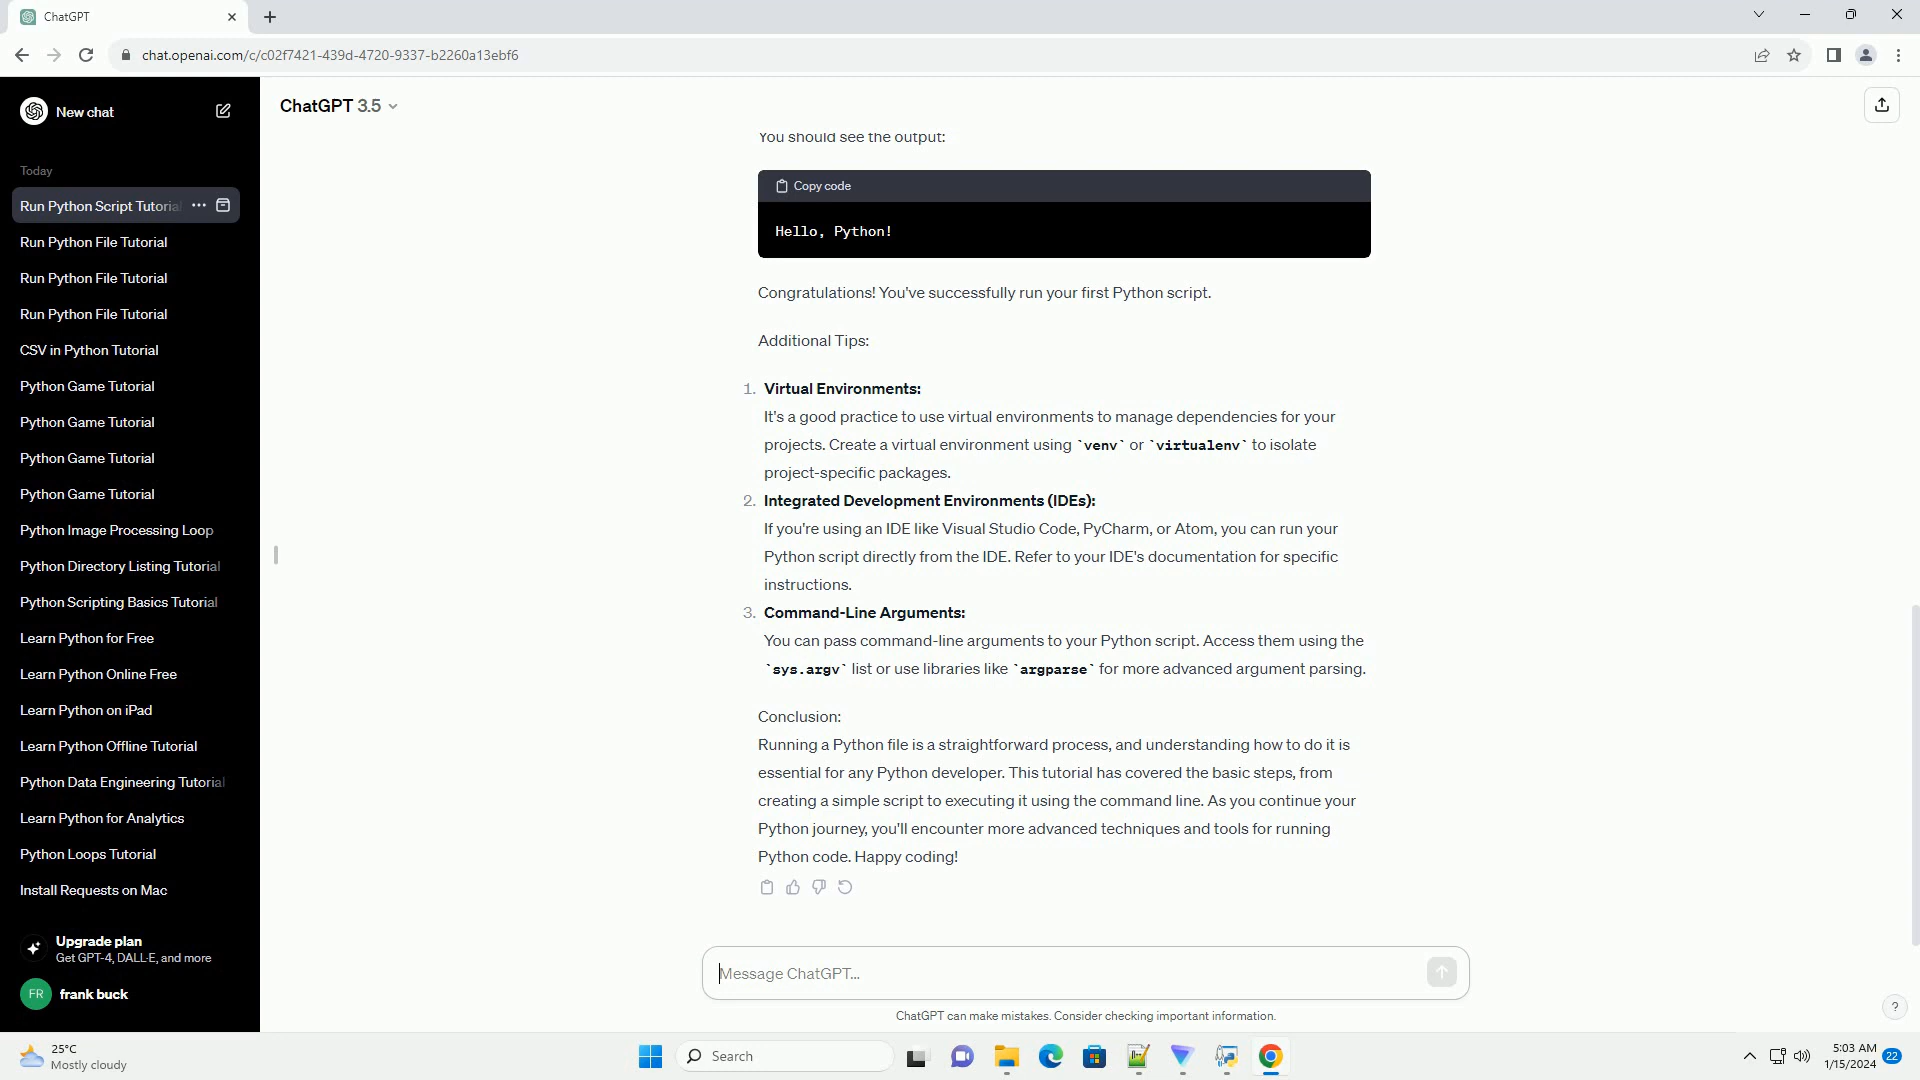 ChatGPT
chat.openai.com/c/c02f7421-439d-4720-9337-b2260a13ebf6
New chat
Today
Run Python Script Tutoria
Run Python File Tutorial
Run Python File Tutorial
Run Python File Tutorial
CSV in Python Tutorial
Python Game Tutorial
Python Game Tutorial
Python Game Tutorial
Python Game Tutorial
Python Image Processing Loop
Python Directory Listing Tutorial
Python Scripting Basics Tutorial
Learn Python for Free
Learn Python Online Free
Learn Python on iPad
Learn Python Offline Tutorial
Python Data Engineering Tutorial
Learn Python for Analytics
Python Loops Tutorial
Install Requests on Mac
Upgrade plan
Get GPT-4, DALL·E, and more
FR frank buck
ChatGPT 3.5
You should see the output:
Copy code
Hello, Python!
Congratulations! You've successfully run your first Python script.
Additional Tips:
1. Virtual Environments:
It's a good practice to use virtual environments to manage dependencies for your
projects. Create a virtual environment using `venv` or `virtualenv` to isolate
project-specific packages.
2. Integrated Development Environments (IDEs):
If you're using an IDE like Visual Studio Code, PyCharm, or Atom, you can run your
Python script directly from the IDE. Refer to your IDE's documentation for specific
instructions.
3. Command-Line Arguments:
You can pass command-line arguments to your Python script. Access them using the
`sys.argv` list or use libraries like `argparse` for more advanced argument parsing.
Conclusion:
Running a Python file is a straightforward process, and understanding how to do it is
essential for any Python developer. This tutorial has covered the basic steps, from
creating a simple script to executing it using the command line. As you continue your
Python journey, you'll encounter more advanced techniques and tools for running
Python code. Happy coding!
Message ChatGPT...
ChatGPT can make mistakes. Consider checking important information.
?
25°C
Mostly cloudy
Search
5:03 AM
1/15/2024
22